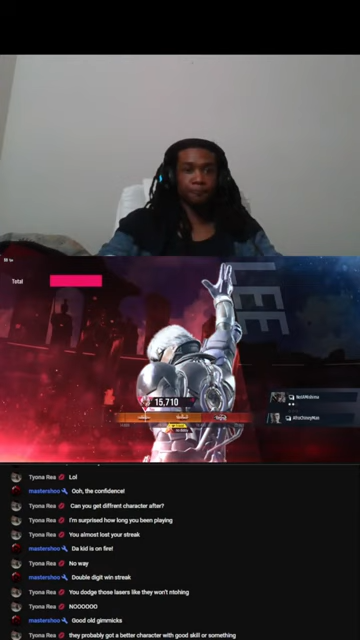 Total
LEE
15,710
NoahWubina
AfroChineyMan
Tyona Rea Lol
mastershoo Ooh, the confidence!
Tyona Rea Can you get diffrent character after?
Tyona Rea I'm surprised how long you been playing
Tyona Rea You almost lost your streak
mastershoo Da kid is on fire!
Tyona Rea No way
mastershoo Double digit win streak
Tyona Rea You dodge those lasers like they won't ntohing
Tyona Rea NOOOOOO
mastershoo Good old gimmicks
Tyona Rea they probably got a better character with good skill or something